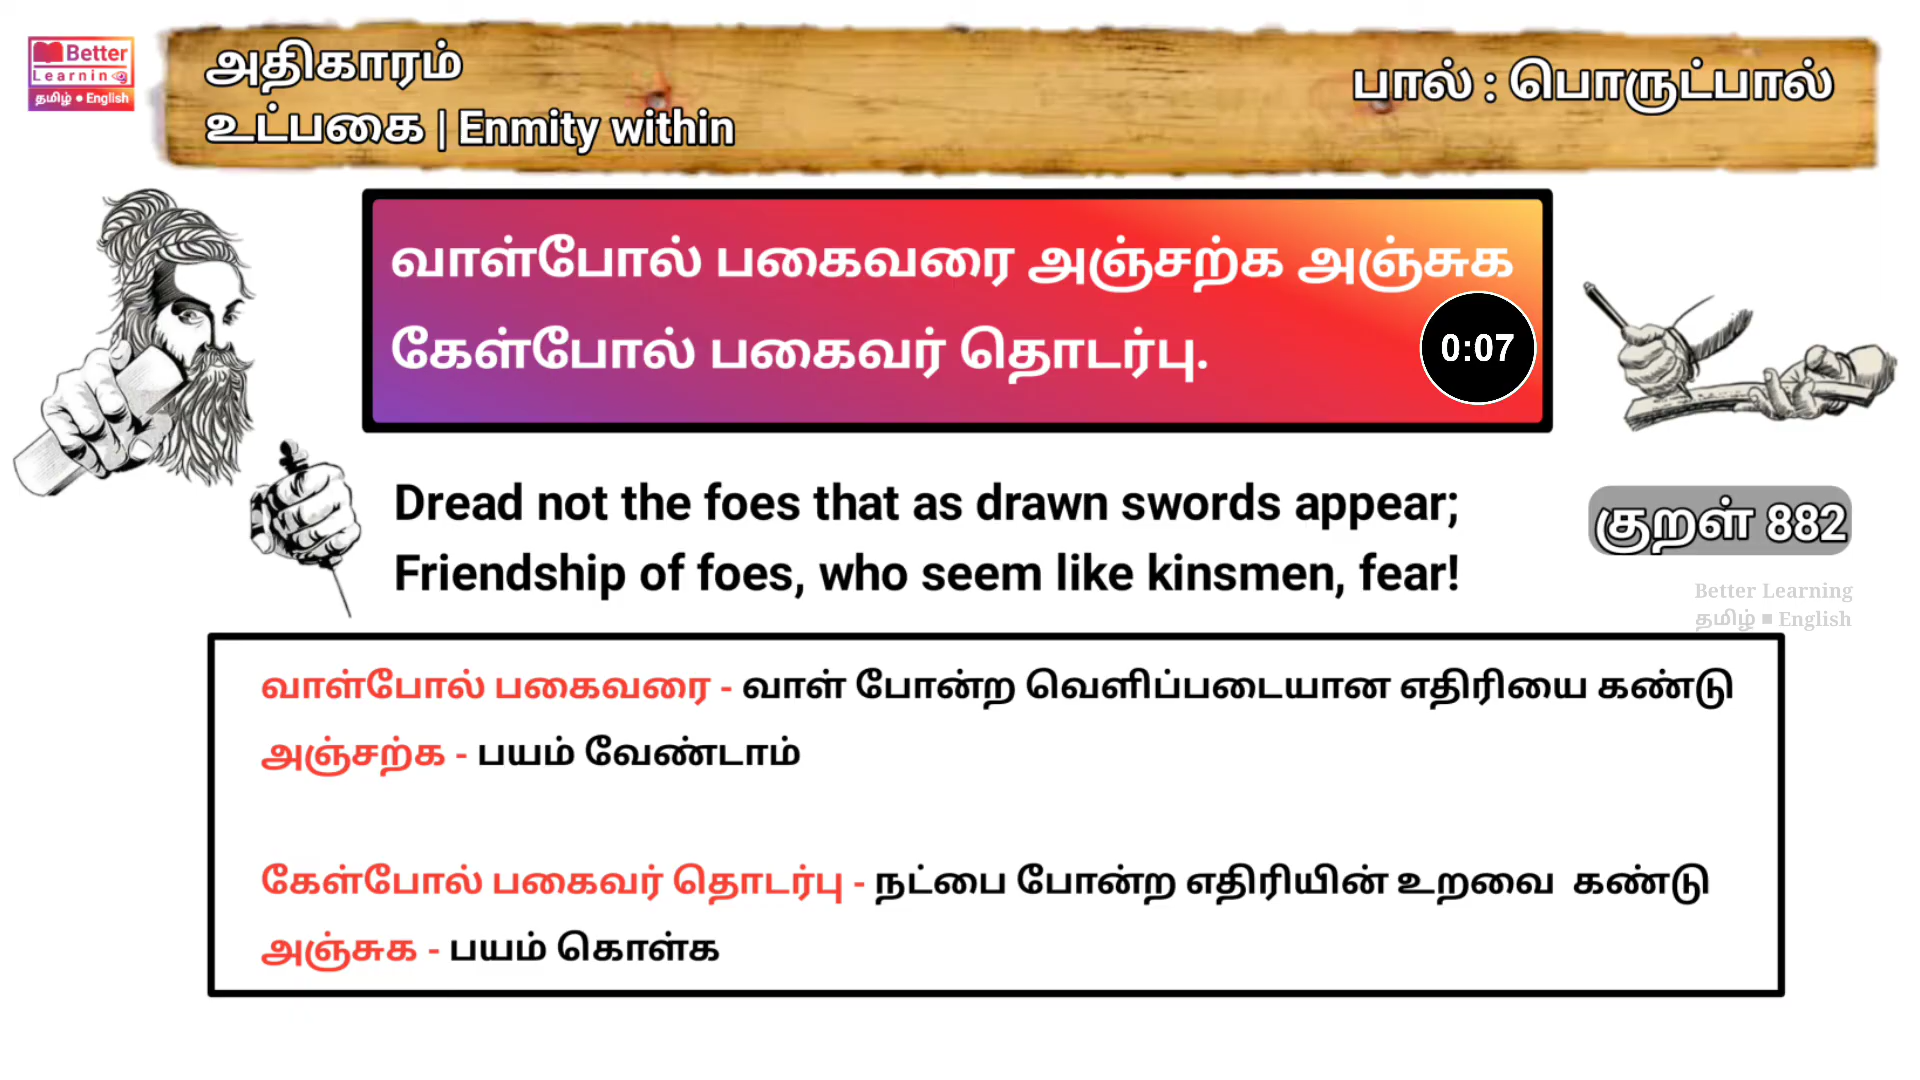 Better
Learning
தமிழ் ● English
அதிகாரம்
உட்பகை | Enmity within
பால் : பொருட்பால்
வாள்போல் பகைவரை அஞ்சற்க அஞ்சுக
கேள்போல் பகைவர் தொடர்பு.
0:07
Dread not the foes that as drawn swords appear;
Friendship of foes, who seem like kinsmen, fear!
குறள் 882
Better Learning
தமிழ் ■ English
வாள்போல் பகைவரை - வாள் போன்ற வெளிப்படையான எதிரியை கண்டு
அஞ்சற்க - பயம் வேண்டாம்
கேள்போல் பகைவர் தொடர்பு - நட்பை போன்ற எதிரியின் உறவை கண்டு
அஞ்சுக - பயம் கொள்க